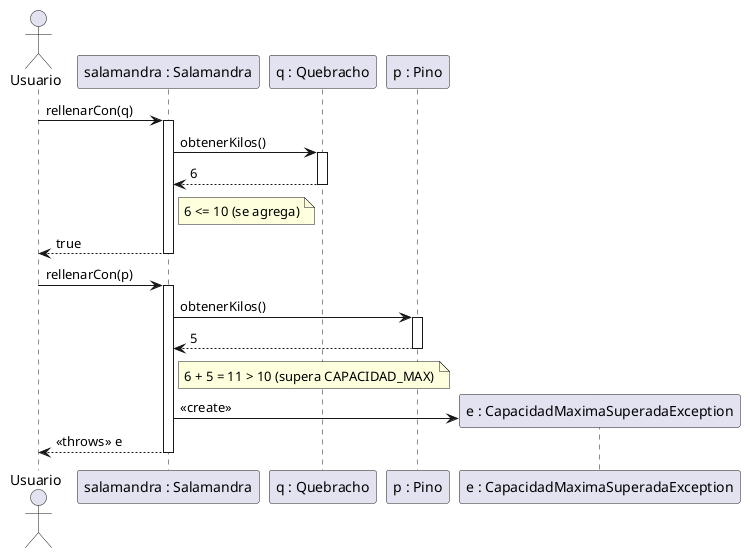 Usuario
salamandra : Salamandra
q : Quebracho
p : Pino
rellenarCon(q)
obtenerKilos()
6
6 <= 10 (se agrega)
true
rellenarCon(p)
obtenerKilos()
5
6 + 5 = 11 > 10 (supera CAPACIDAD_MAX)
«create»
e : CapacidadMaximaSuperadaException
«throws» e
Usuario
salamandra : Salamandra
q : Quebracho
p : Pino
e : CapacidadMaximaSuperadaException